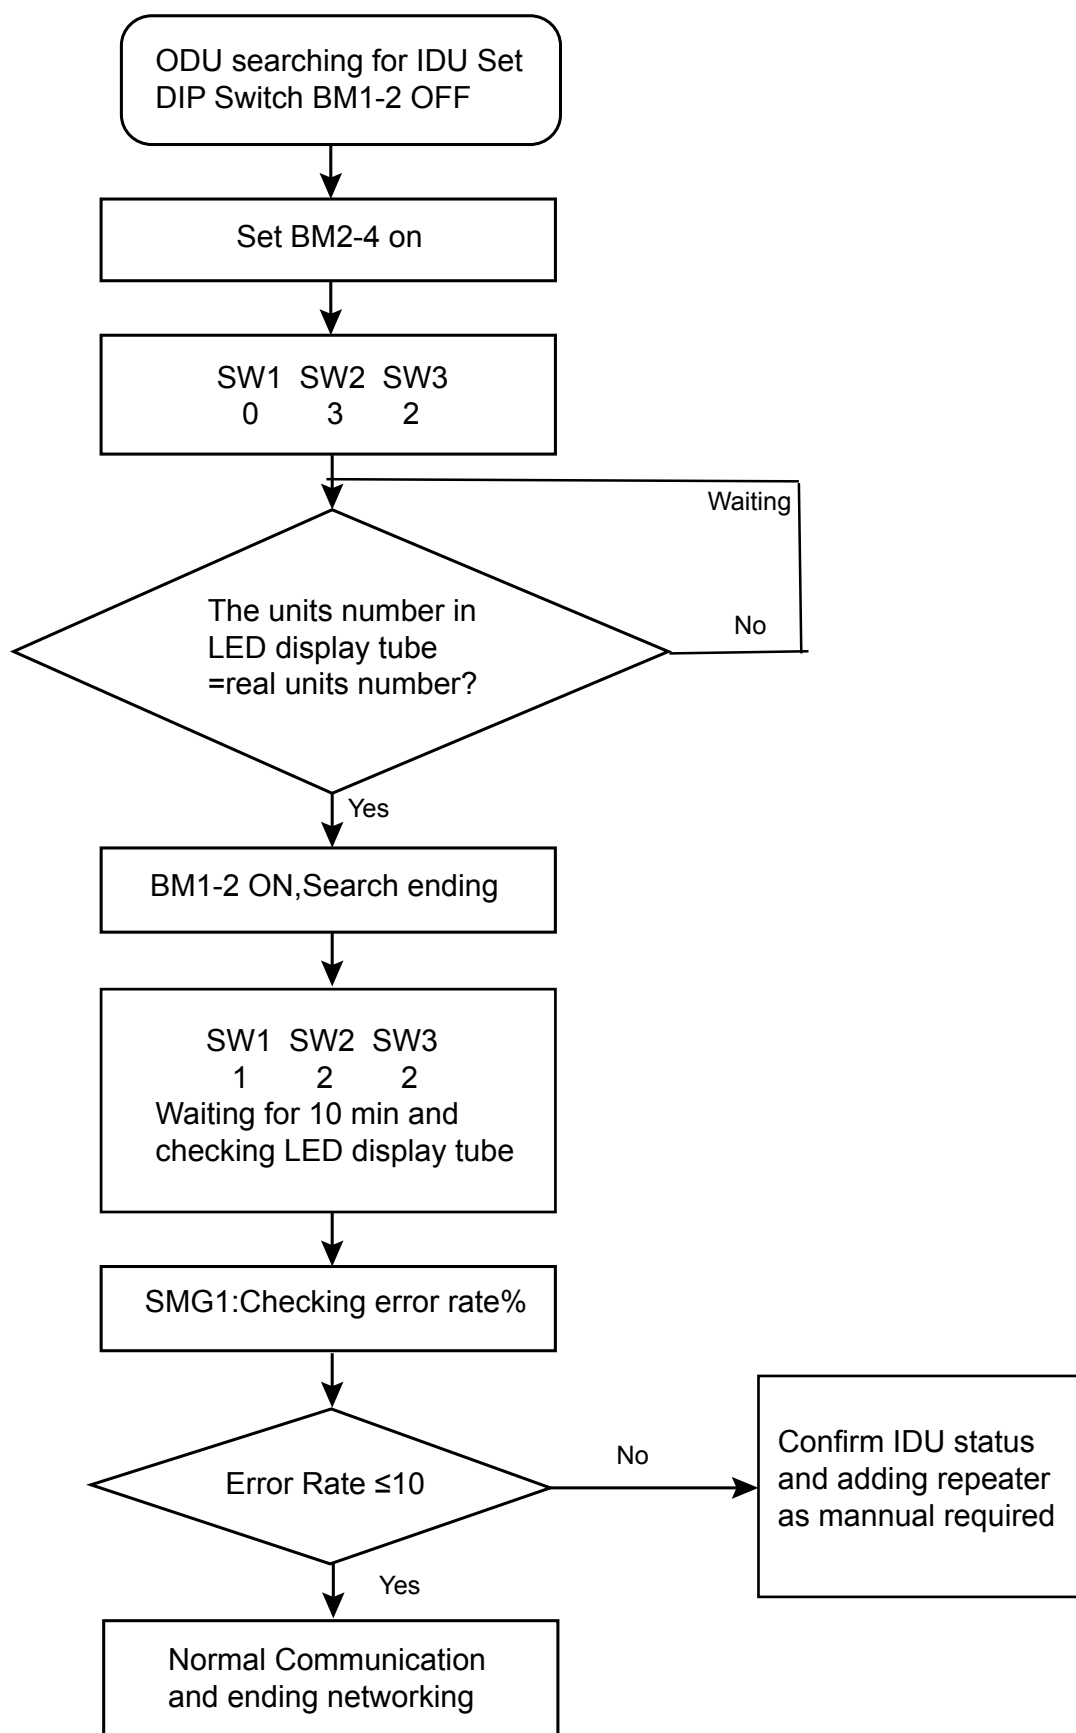 ODU searching for IDU Set
DIP Switch BM1-2 OFF
Set BM2-4 on
SW1 SW2 SW3
0 3 2
Waiting
The units number in
LED display tube
=real units number?
No
Yes
BM1-2 ON,Search ending
SW1 SW2 SW3
1 2 2
Waiting for 10 min and
checking LED display tube
SMG1:Checking error rate%
Error Rate ≤10
No
Confirm IDU status
and adding repeater
as mannual required
Yes
Normal Communication
and ending networking